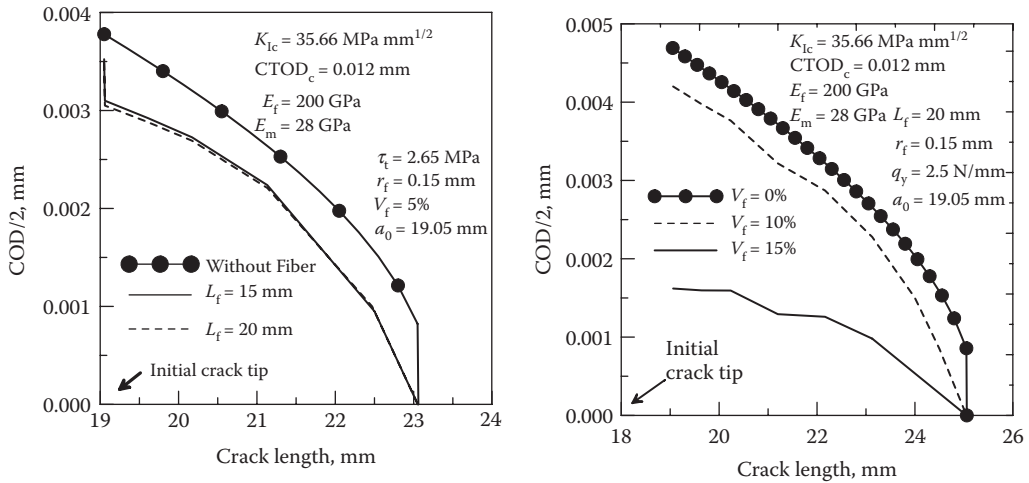 0.004
0.003
0.002
0.001
0.000
COD/2, mm
K_Ic = 35.66 MPa mm^1/2
CTOD_c = 0.012 mm
E_f = 200 GPa
E_m = 28 GPa
τ_t = 2.65 MPa
r_f = 0.15 mm
V_f = 5%
a_0 = 19.05 mm
Without Fiber
L_f = 15 mm
L_f = 20 mm
Initial crack tip
19 20 21 22 23 24
Crack length, mm
0.005
0.004
0.003
0.002
0.001
0.000
COD/2, mm
K_Ic = 35.66 MPa mm^1/2
CTOD_c = 0.012 mm
E_f = 200 GPa
E_m = 28 GPa L_f = 20 mm
r_f = 0.15 mm
q_y = 2.5 N/mm
a_0 = 19.05 mm
V_f = 0%
V_f = 10%
V_f = 15%
Initial
crack tip
18 20 22 24 26
Crack length, mm